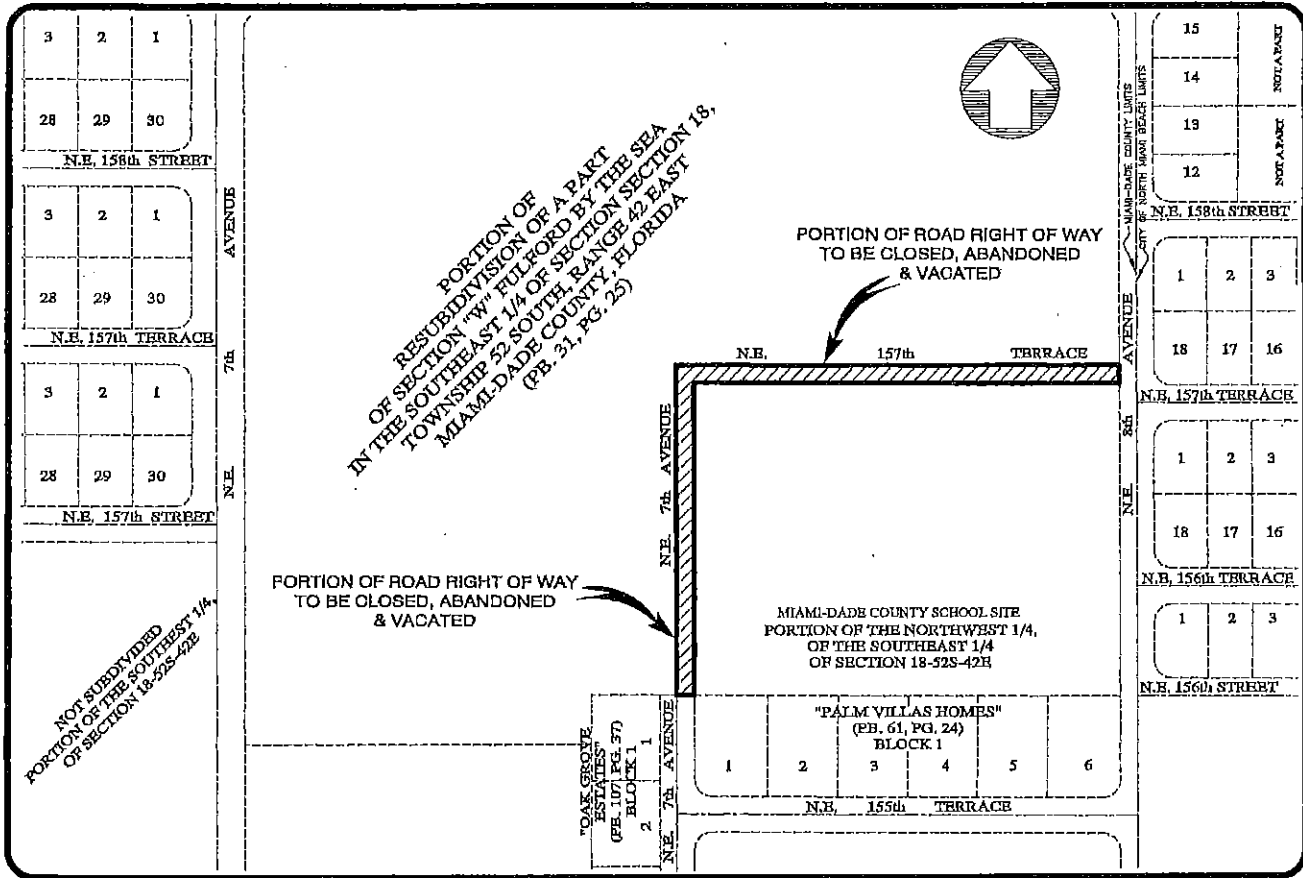 3 2 1
28 29 30
N.E. 158th STREET
3 2 1
28 29 30
N.E. 157th TERRACE
3 2 1
28 29 30
N.E. 157th STREET
NOT SUBDIVIDED
PORTION OF THE SOUTHEST 1/4,
OF SECTION 18-52S-42E
N.E. 7th AVENUE
PORTION OF
RESUBDIVISION OF A PART
OF SECTION "W" FULFORD BY THE SEA
IN THE SOUTHEAST 1/4 OF SECTION SECTION 18,
TOWNSHIP 52 SOUTH, RANGE 42 EAST
MIAMI-DADE COUNTY, FLORIDA
(PB. 31, PG. 25)
PORTION OF ROAD RIGHT OF WAY
TO BE CLOSED, ABANDONED
& VACATED
N.E. 157th TERRACE
N.E. 7th AVENUE
PORTION OF ROAD RIGHT OF WAY
TO BE CLOSED, ABANDONED
& VACATED
MIAMI-DADE COUNTY SCHOOL SITE
PORTION OF THE NORTHWEST 1/4,
OF THE SOUTHEAST 1/4
OF SECTION 18-52S-42E
"OAK GROVE
ESTATES"
(PB. 107, PG. 37)
BLOCK 1
2 1
N.E. 7th AVENUE
"PALM VILLAS HOMES"
(PB. 61, PG. 24)
BLOCK 1
1 2 3 4 5 6
N.E. 155th TERRACE
MIAMI-DADE COUNTY LIMITS
CITY OF NORTH MIAMI BEACH LIMITS
N.E. 8th AVENUE
15
14
13
12
NOT A PART
NOT A PART
N.E. 158th STREET
1 2 3
18 17 16
N.E. 157th TERRACE
1 2 3
18 17 16
N.E. 156th TERRACE
1 2 3
N.E. 156th STREET